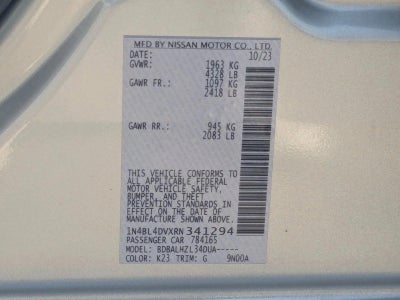 MFD BY NISSAN MOTOR CO., LTD.
10/23
GVWR: 1963 KG
4328 LB
GAWR FR.: 1097 KG
2418 LB
GAWR RR.: 945 KG
2083 LB
THIS VEHICLE CONFORMS TO
ALL APPLICABLE FEDERAL
MOTOR VEHICLE SAFETY,
BUMPER, AND THEFT
PREVENTION STANDARDS
IN EFFECT ON THE DATE OF
MANUFACTURE SHOWN ABOVE.
1N4BL4DVXRN341294
PASSENGER CAR 784165
MODEL: BDBALHZL34DUA-----
COLOR: K23 TRIM: G 9N00A